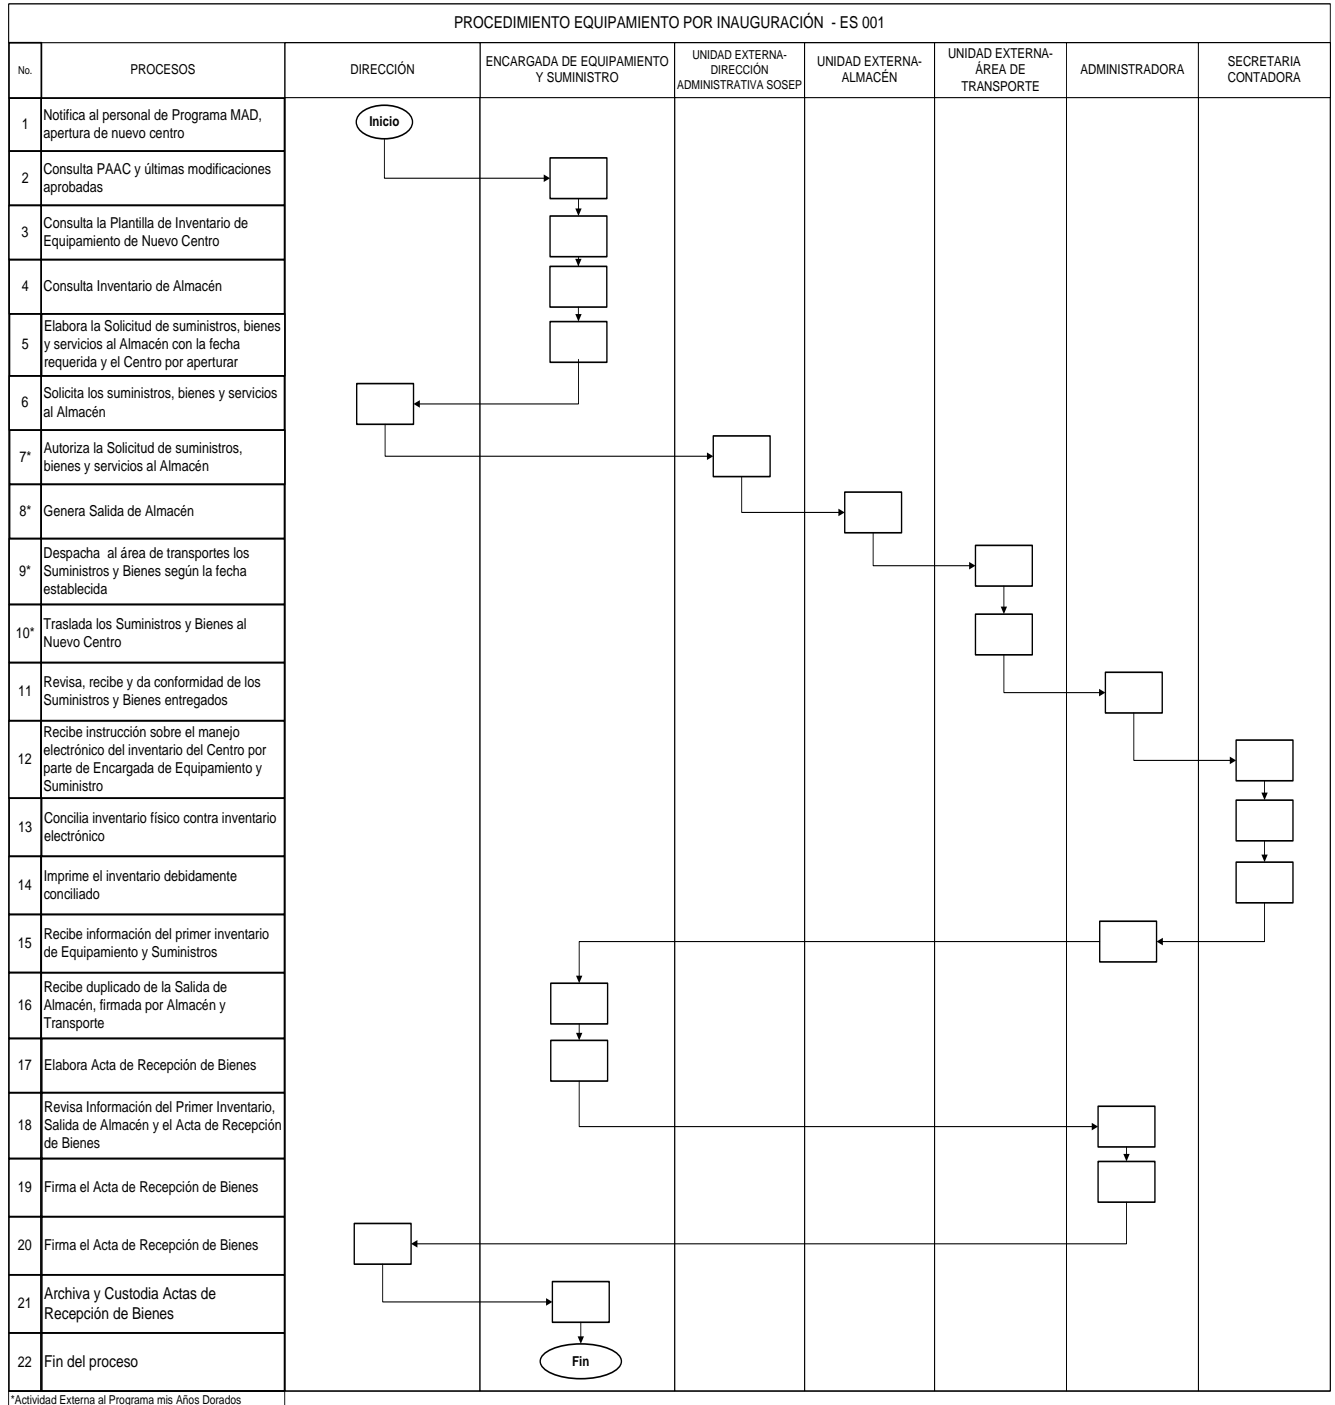 PROCEDIMIENTO EQUIPAMIENTO POR INAUGURACIÓN - ES 001
No.
PROCESOS
DIRECCIÓN
ENCARGADA DE EQUIPAMIENTO
Y SUMINISTRO
UNIDAD EXTERNA-
DIRECCIÓN
ADMINISTRATIVA SOSEP
UNIDAD EXTERNA-
ALMACÉN
UNIDAD EXTERNA-
ÁREA DE
TRANSPORTE
ADMINISTRADORA
SECRETARIA
CONTADORA
1
Notifica al personal de Programa MAD,
apertura de nuevo centro
Inicio
2
Consulta PAAC y últimas modificaciones
aprobadas
3
Consulta la Plantilla de Inventario de
Equipamiento de Nuevo Centro
4
Consulta Inventario de Almacén
5
Elabora la Solicitud de suministros, bienes
y servicios al Almacén con la fecha
requerida y el Centro por aperturar
6
Solicita los suministros, bienes y servicios
al Almacén
7*
Autoriza la Solicitud de suministros,
bienes y servicios al Almacén
8*
Genera Salida de Almacén
9*
Despacha al área de transportes los
Suministros y Bienes según la fecha
establecida
10*
Traslada los Suministros y Bienes al
Nuevo Centro
11
Revisa, recibe y da conformidad de los
Suministros y Bienes entregados
12
Recibe instrucción sobre el manejo
electrónico del inventario del Centro por
parte de Encargada de Equipamiento y
Suministro
13
Concilia inventario físico contra inventario
electrónico
14
Imprime el inventario debidamente
conciliado
15
Recibe información del primer inventario
de Equipamiento y Suministros
16
Recibe duplicado de la Salida de
Almacén, firmada por Almacén y
Transporte
17
Elabora Acta de Recepción de Bienes
18
Revisa Información del Primer Inventario,
Salida de Almacén y el Acta de Recepción
de Bienes
19
Firma el Acta de Recepción de Bienes
20
Firma el Acta de Recepción de Bienes
21
Archiva y Custodia Actas de
Recepción de Bienes
22
Fin del proceso
Fin
*Actividad Externa al Programa mis Años Dorados